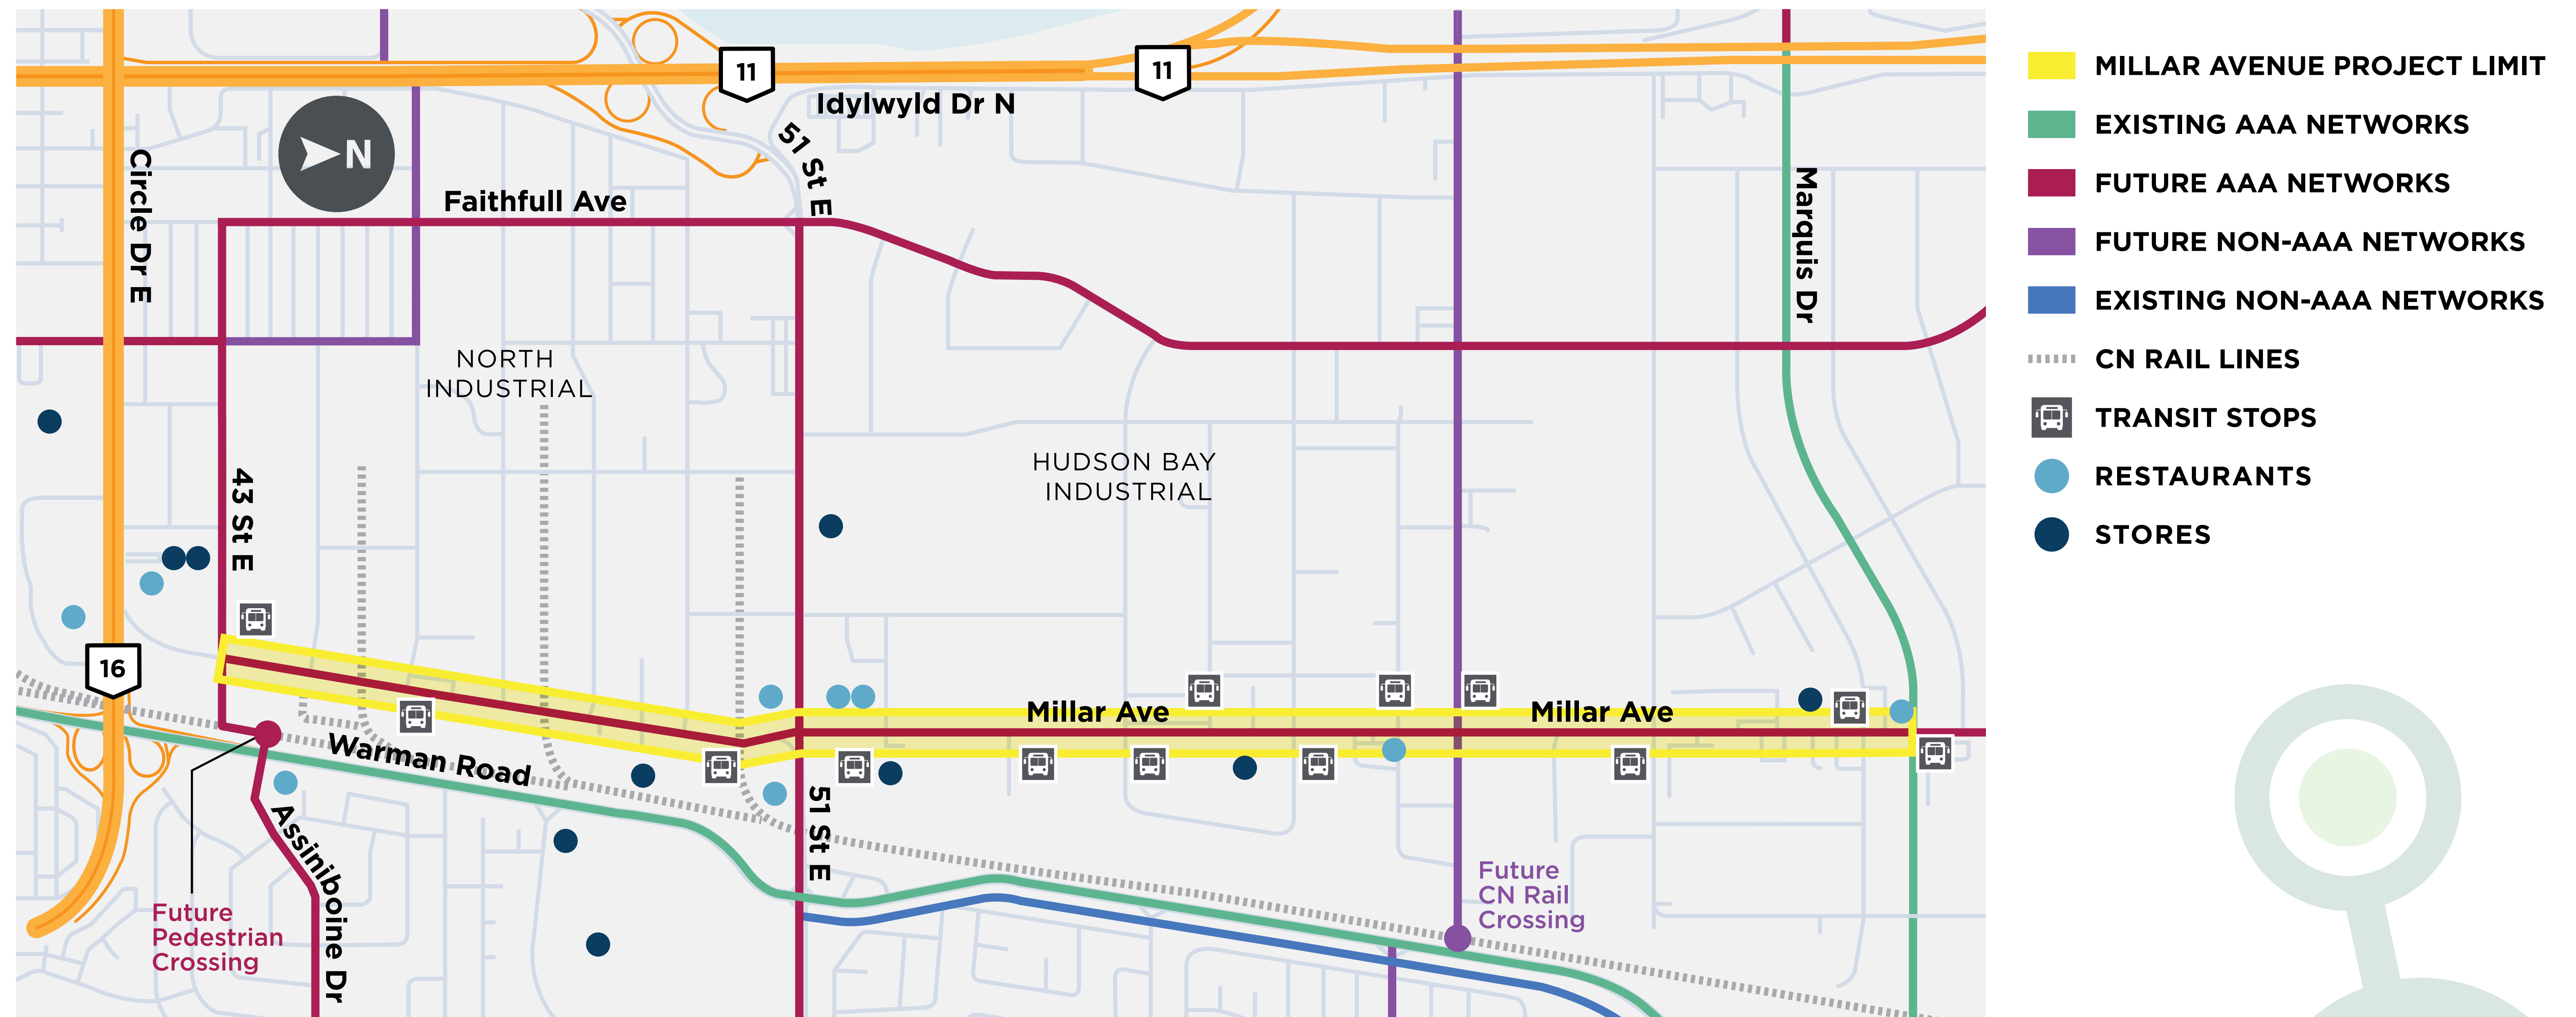 11
11
Idylwyld Dr N
51 St E
Circle Dr E
N
Faithfull Ave
Marquis Dr
NORTH
INDUSTRIAL
HUDSON BAY
INDUSTRIAL
43 St E
16
Millar Ave
Millar Ave
Warman Road
51 St E
Assiniboine Dr
Future
Pedestrian
Crossing
Future
CN Rail
Crossing
MILLAR AVENUE PROJECT LIMIT
EXISTING AAA NETWORKS
FUTURE AAA NETWORKS
FUTURE NON-AAA NETWORKS
EXISTING NON-AAA NETWORKS
CN RAIL LINES
TRANSIT STOPS
RESTAURANTS
STORES